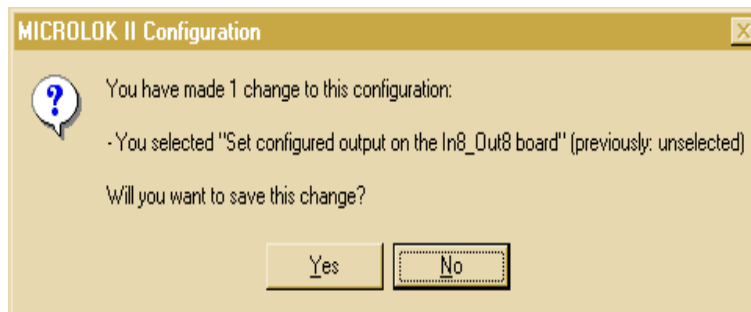 MICROLOK II Configuration
You have made 1 change to this configuration:
- You selected "Set configured output on the In8_Out8 board" (previously: unselected)
Will you want to save this change?
Yes No